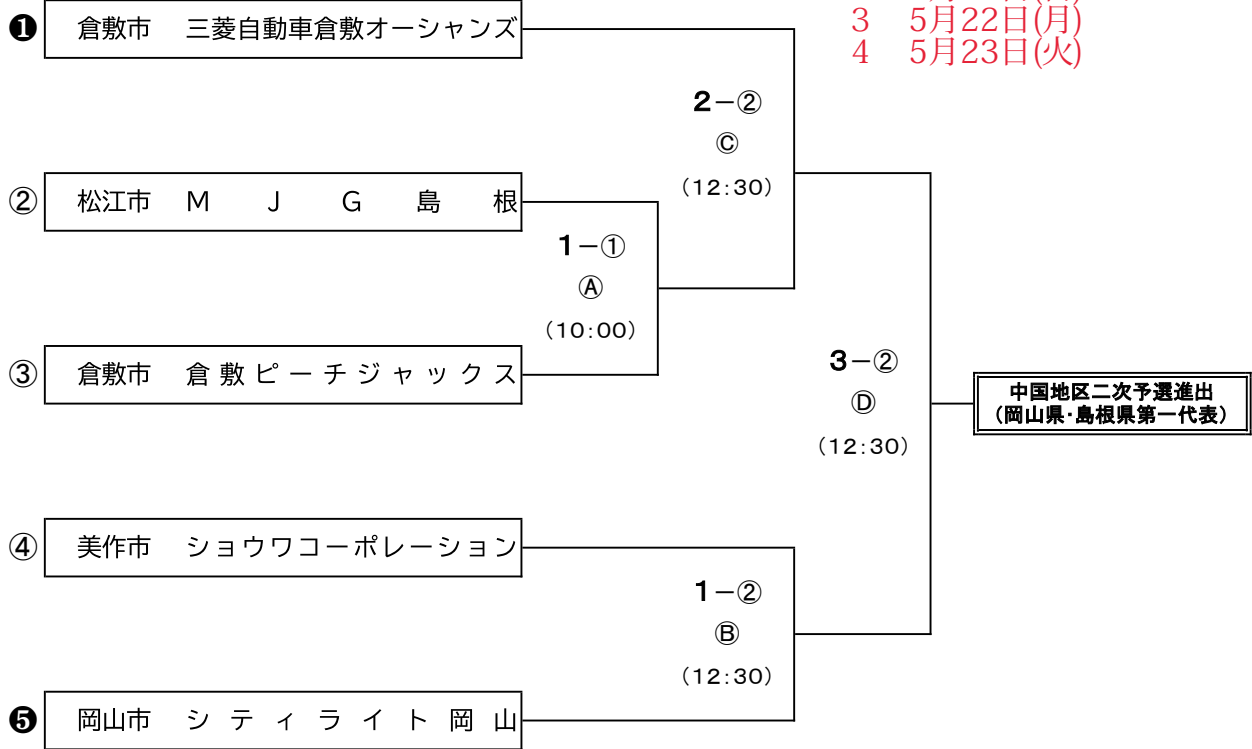 3 5月22日(月)
4 5月23日(火)
❶ 倉敷市 三菱自動車倉敷オーシャンズ
2-②
Ⓒ
(12:30)
② 松江市 MJG島根
1-①
Ⓐ
(10:00)
③ 倉敷市 倉敷ピーチジャックス
3-②
Ⓓ
(12:30)
中国地区二次予選進出
(岡山県・島根県第一代表)
④ 美作市 ショウワコーポレーション
1-②
Ⓑ
(12:30)
❺ 岡山市 シティライト岡山